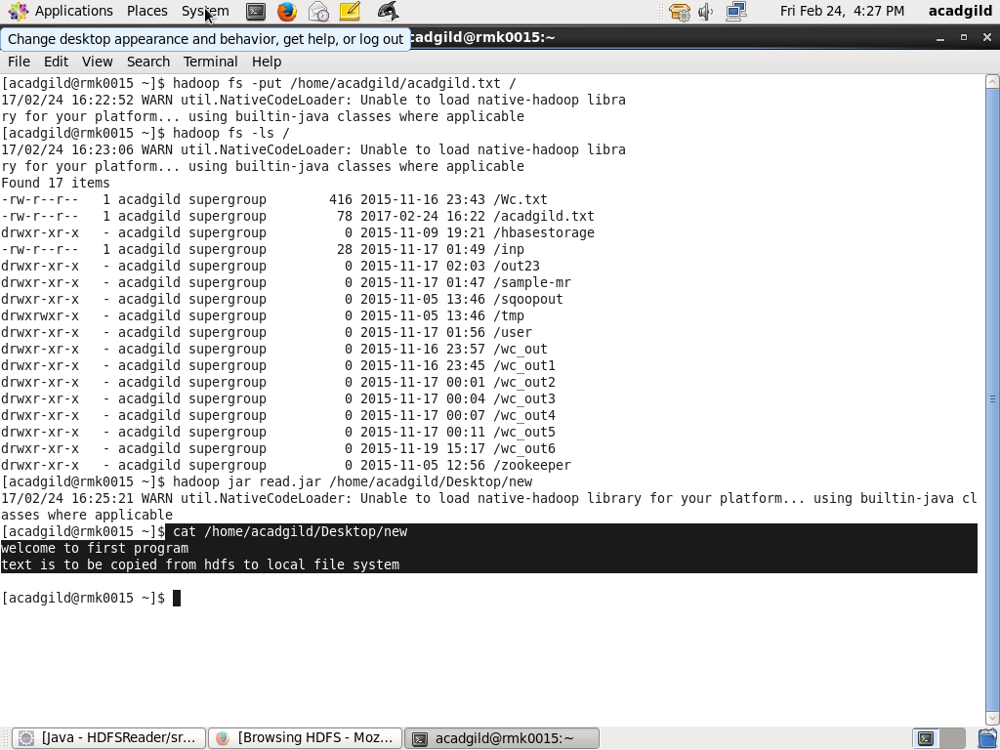 Applications Places System Fri Feb 24, 4:27 PM acadgild
Change desktop appearance and behavior, get help, or log out
cadgild@rmk0015:~
File Edit View Search Terminal Help
[acadgild@rmk0015 ~]$ hadoop fs -put /home/acadgild/acadgild.txt /
17/02/24 16:22:52 WARN util.NativeCodeLoader: Unable to load native-hadoop libra
ry for your platform... using builtin-java classes where applicable
[acadgild@rmk0015 ~]$ hadoop fs -ls /
17/02/24 16:23:06 WARN util.NativeCodeLoader: Unable to load native-hadoop libra
ry for your platform... using builtin-java classes where applicable
Found 17 items
-rw-r--r--   1 acadgild supergroup        416 2015-11-16 23:43 /Wc.txt
-rw-r--r--   1 acadgild supergroup         78 2017-02-24 16:22 /acadgild.txt
drwxr-xr-x   - acadgild supergroup          0 2015-11-09 19:21 /hbasestorage
-rw-r--r--   1 acadgild supergroup         28 2015-11-17 01:49 /inp
drwxr-xr-x   - acadgild supergroup          0 2015-11-17 02:03 /out23
drwxr-xr-x   - acadgild supergroup          0 2015-11-17 01:47 /sample-mr
drwxr-xr-x   - acadgild supergroup          0 2015-11-05 13:46 /sqoopout
drwxrwxr-x   - acadgild supergroup          0 2015-11-05 13:46 /tmp
drwxr-xr-x   - acadgild supergroup          0 2015-11-17 01:56 /user
drwxr-xr-x   - acadgild supergroup          0 2015-11-16 23:57 /wc_out
drwxr-xr-x   - acadgild supergroup          0 2015-11-16 23:45 /wc_out1
drwxr-xr-x   - acadgild supergroup          0 2015-11-17 00:01 /wc_out2
drwxr-xr-x   - acadgild supergroup          0 2015-11-17 00:04 /wc_out3
drwxr-xr-x   - acadgild supergroup          0 2015-11-17 00:07 /wc_out4
drwxr-xr-x   - acadgild supergroup          0 2015-11-17 00:11 /wc_out5
drwxr-xr-x   - acadgild supergroup          0 2015-11-19 15:17 /wc_out6
drwxr-xr-x   - acadgild supergroup          0 2015-11-05 12:56 /zookeeper
[acadgild@rmk0015 ~]$ hadoop jar read.jar /home/acadgild/Desktop/new
17/02/24 16:25:21 WARN util.NativeCodeLoader: Unable to load native-hadoop library for your platform... using builtin-java cl
asses where applicable
[acadgild@rmk0015 ~]$ cat /home/acadgild/Desktop/new
welcome to first program
text is to be copied from hdfs to local file system
[acadgild@rmk0015 ~]$
[Java - HDFSReader/sr... [Browsing HDFS - Moz... acadgild@rmk0015:~